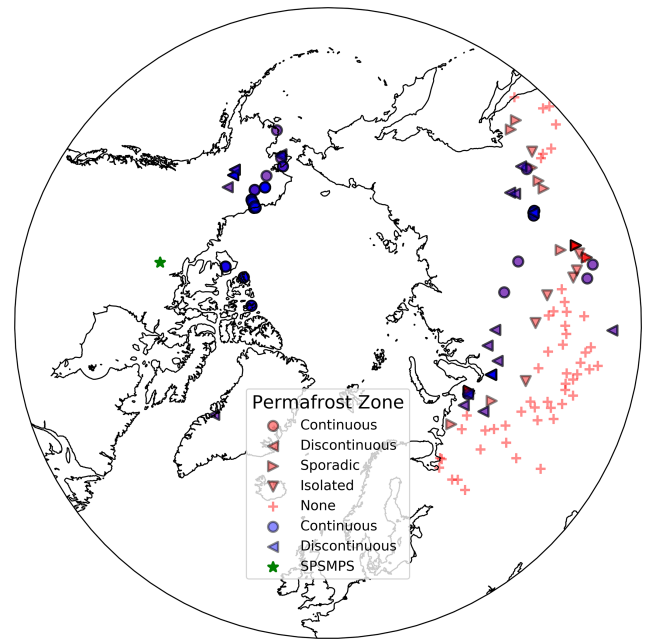 Permafrost Zone
Continuous
Discontinuous
Sporadic
Isolated
None
Continuous
Discontinuous
SPSMPS